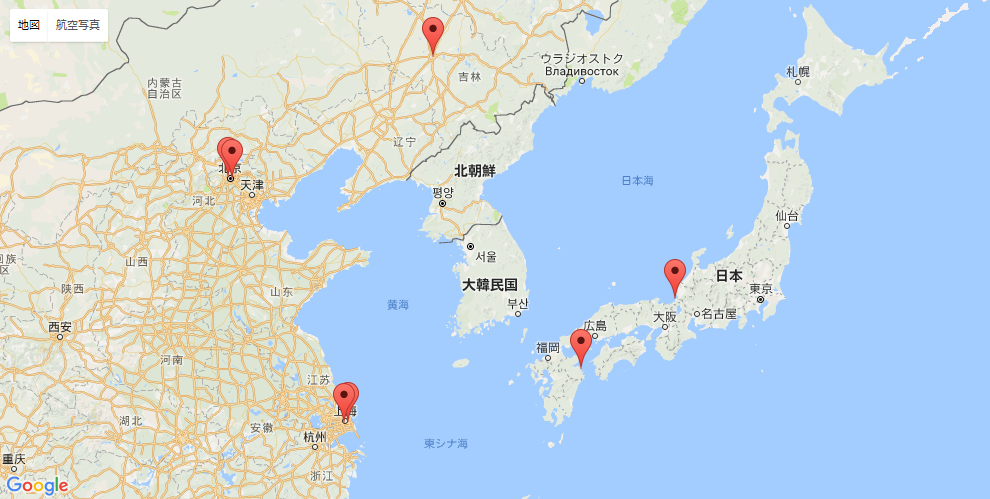 地図 航空写真
内蒙古
自治区
吉林
ウラジオストク
Владивосток
札幌
辽宁
北京
天津
河北
北朝鮮
평양
日本海
仙台
서울
山西
回族
区
陕西
山东
大韓民国
부산
黄海
日本
東京
名古屋
大阪
広島
福岡
西安
河南
江苏
上海
安徽
湖北
杭州
東シナ海
重庆
浙江
Google